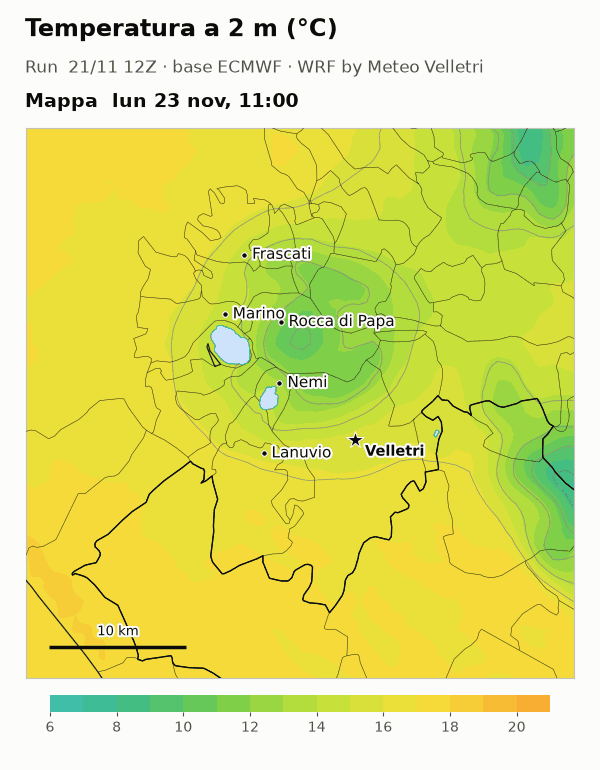 Temperatura a 2 m (°C)
Run  21/11 12Z · base ECMWF · WRF by Meteo Velletri
Mappa  lun 23 nov, 11:00
Frascati
Marino
Rocca di Papa
Nemi
Velletri
Lanuvio
10 km
6 8 10 12 14 16 18 20